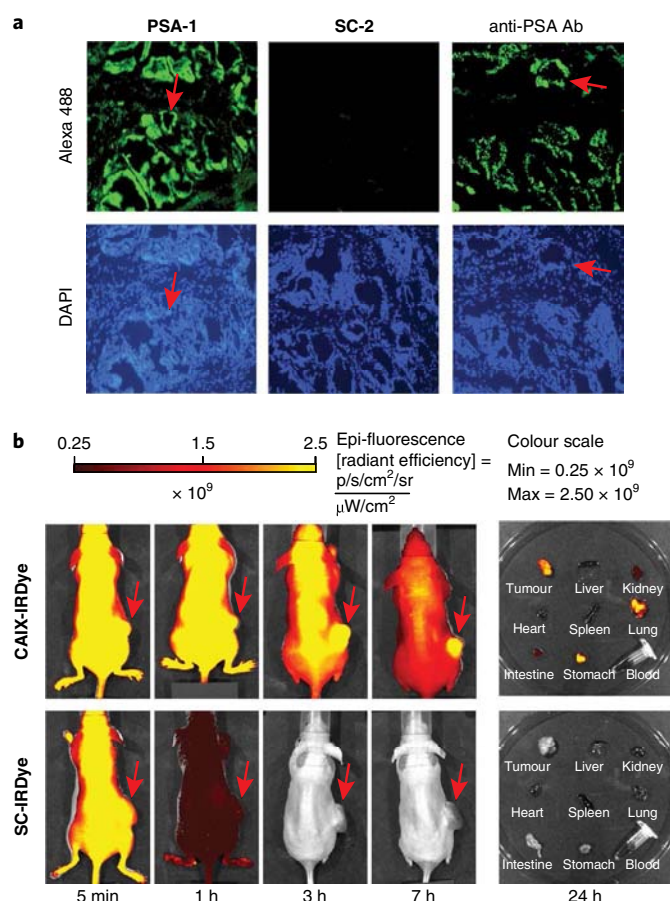 a
PSA-1 SC-2 anti-PSA Ab
Alexa 488
DAPI
b
0.25 1.5 2.5
× 10⁹
Epi-fluorescence
[radiant efficiency] =
p/s/cm²/sr
µW/cm²
Colour scale
Min = 0.25 × 10⁹
Max = 2.50 × 10⁹
CAIX-IRDye
Tumour Liver Kidney
Heart Spleen Lung
Intestine Stomach Blood
SC-IRDye
Tumour Liver Kidney
Heart Spleen Lung
Intestine Stomach Blood
5 min 1 h 3 h 7 h 24 h